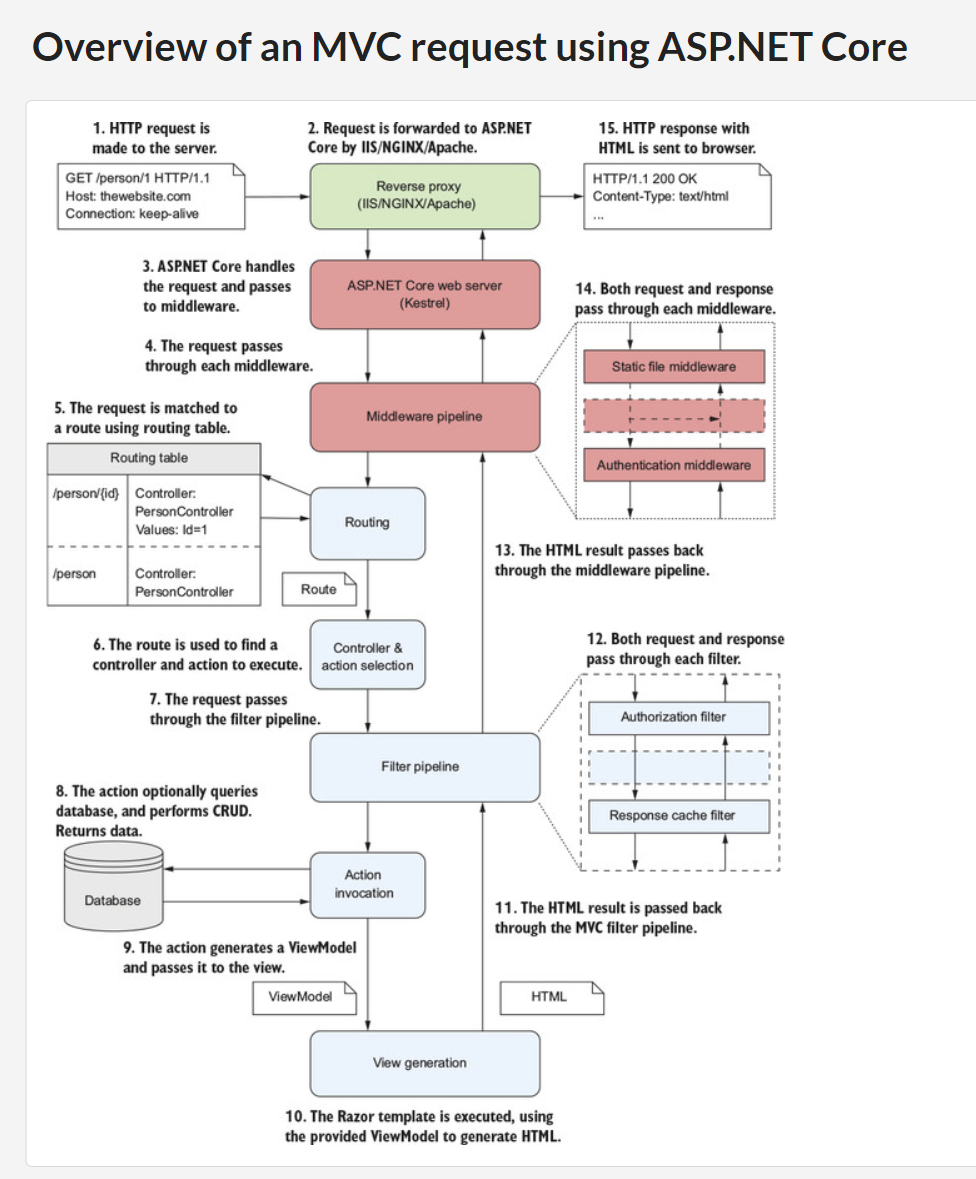 Overview of an MVC request using ASP.NET Core
1. HTTP request is
made to the server.
GET /person/1 HTTP/1.1
Host: thewebsite.com
Connection: keep-alive
2. Request is forwarded to ASP.NET
Core by IIS/NGINX/Apache.
Reverse proxy
(IIS/NGINX/Apache)
15. HTTP response with
HTML is sent to browser.
HTTP/1.1 200 OK
Content-Type: text/html
...
3. ASP.NET Core handles
the request and passes
to middleware.
ASP.NET Core web server
(Kestrel)
14. Both request and response
pass through each middleware.
Static file middleware
Authentication middleware
4. The request passes
through each middleware.
Middleware pipeline
5. The request is matched to
a route using routing table.
Routing table
/person/{id}
Controller:
PersonController
Values: Id=1
/person
Controller:
PersonController
Routing
Route
13. The HTML result passes back
through the middleware pipeline.
6. The route is used to find a
controller and action to execute.
Controller &
action selection
12. Both request and response
pass through each filter.
Authorization filter
Response cache filter
7. The request passes
through the filter pipeline.
Filter pipeline
8. The action optionally queries
database, and performs CRUD.
Returns data.
Database
Action
invocation
11. The HTML result is passed back
through the MVC filter pipeline.
9. The action generates a ViewModel
and passes it to the view.
ViewModel
HTML
View generation
10. The Razor template is executed, using
the provided ViewModel to generate HTML.